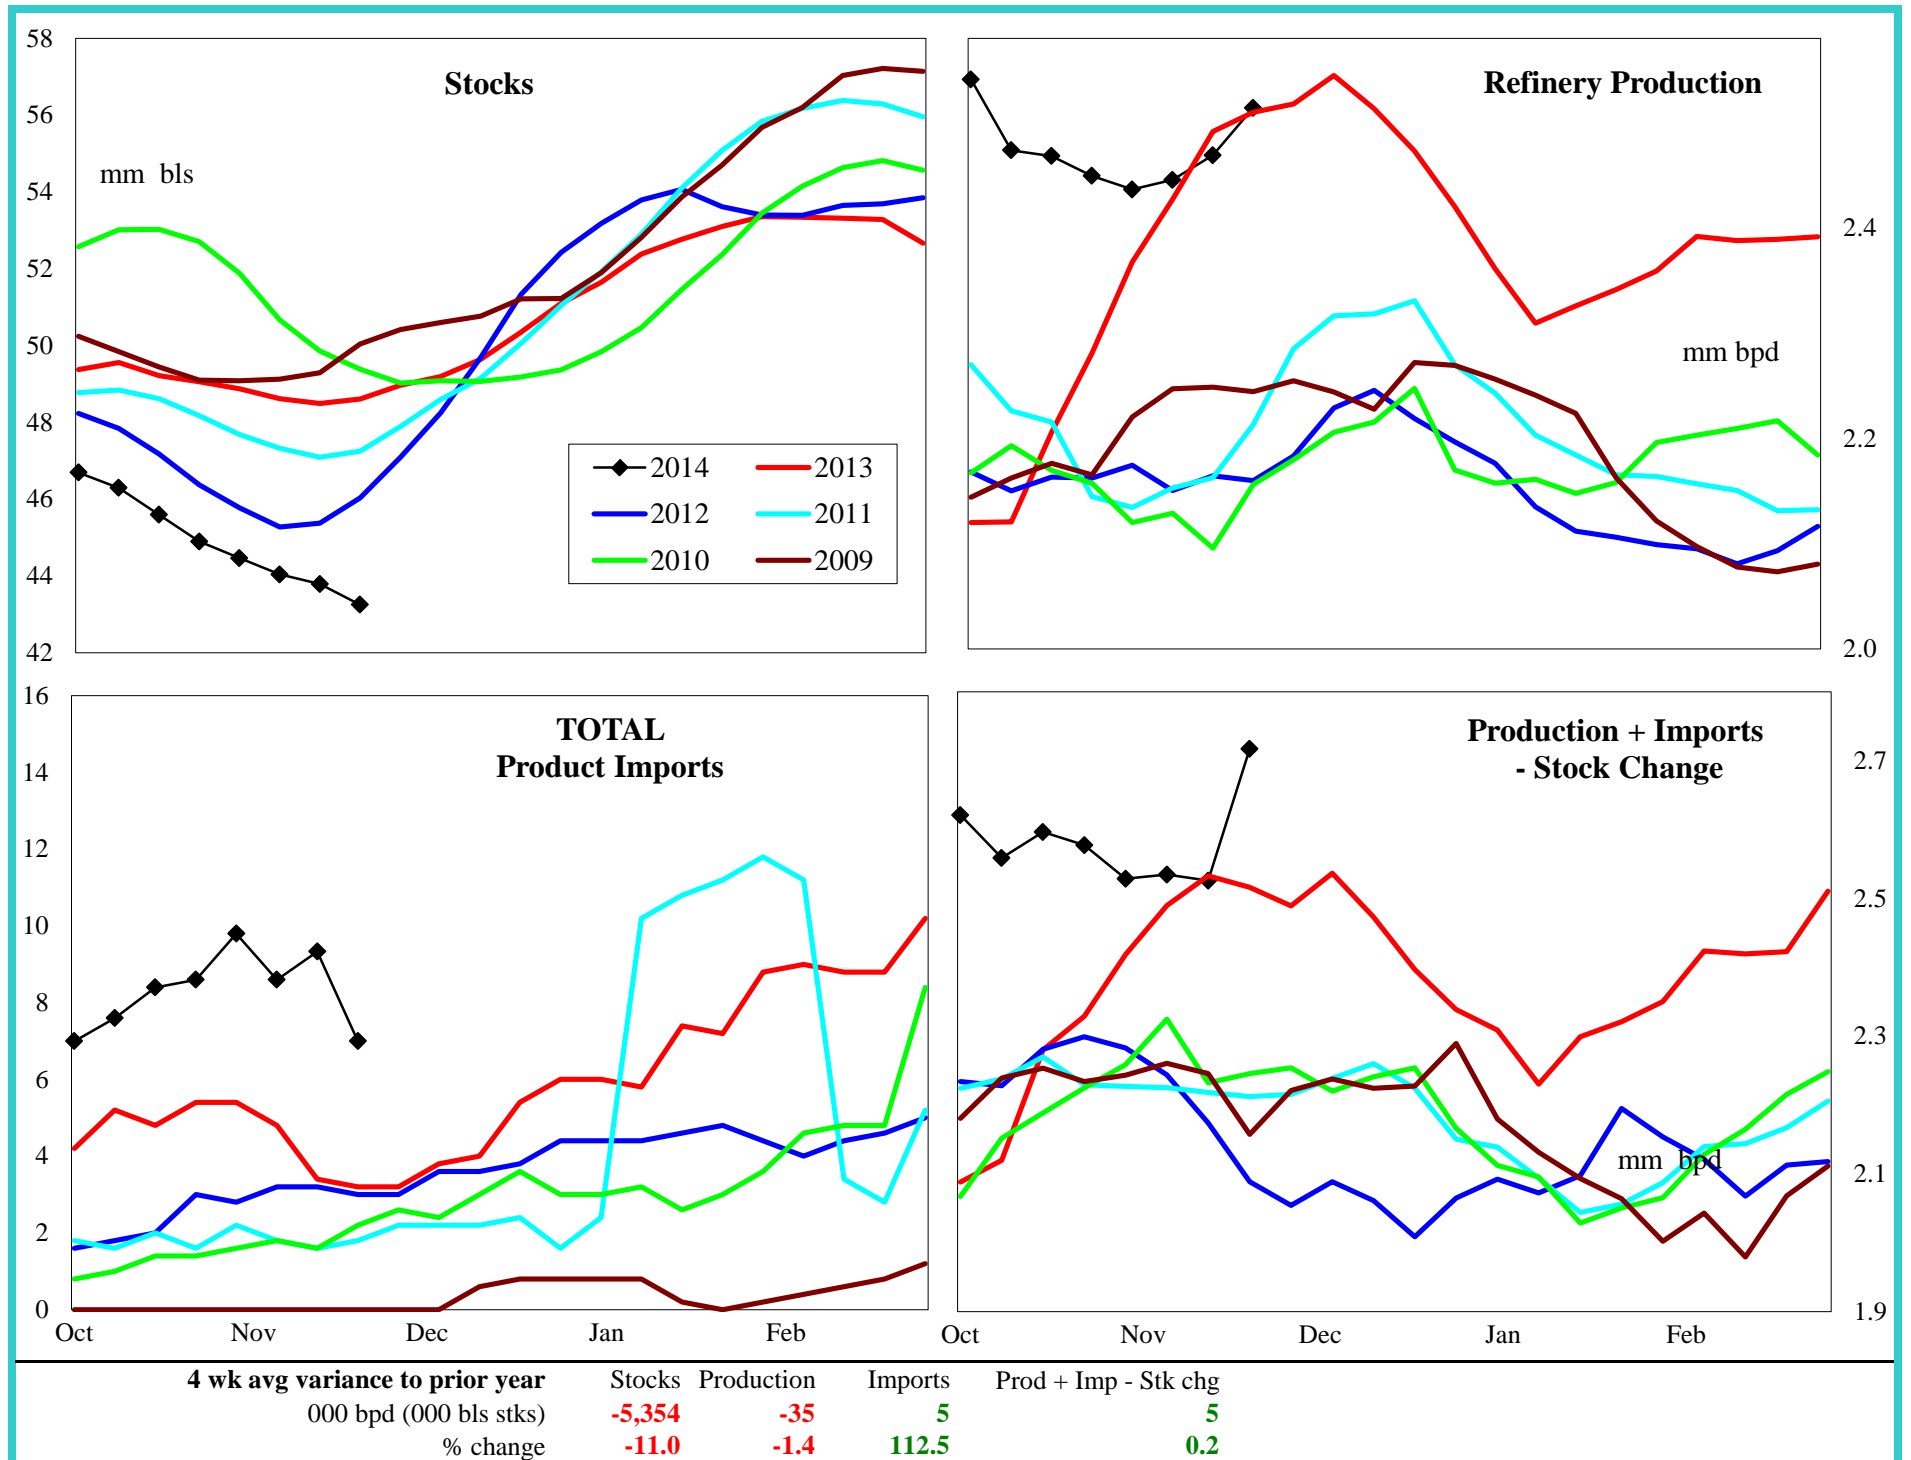 58
56
54
52
50
48
46
44
42
Stocks
mm bls
2014 2013
2012 2011
2010 2009
Refinery Production
mm bpd
2.4
2.2
2.0
16
14
12
10
8
6
4
2
0
TOTAL
Product Imports
Oct Nov Dec Jan Feb
Production + Imports
- Stock Change
mm bpd
2.7
2.5
2.3
2.1
1.9
Oct Nov Dec Jan Feb
4 wk avg variance to prior year Stocks Production Imports Prod + Imp - Stk chg
000 bpd (000 bls stks) -5,354 -35 5 5
% change -11.0 -1.4 112.5 0.2